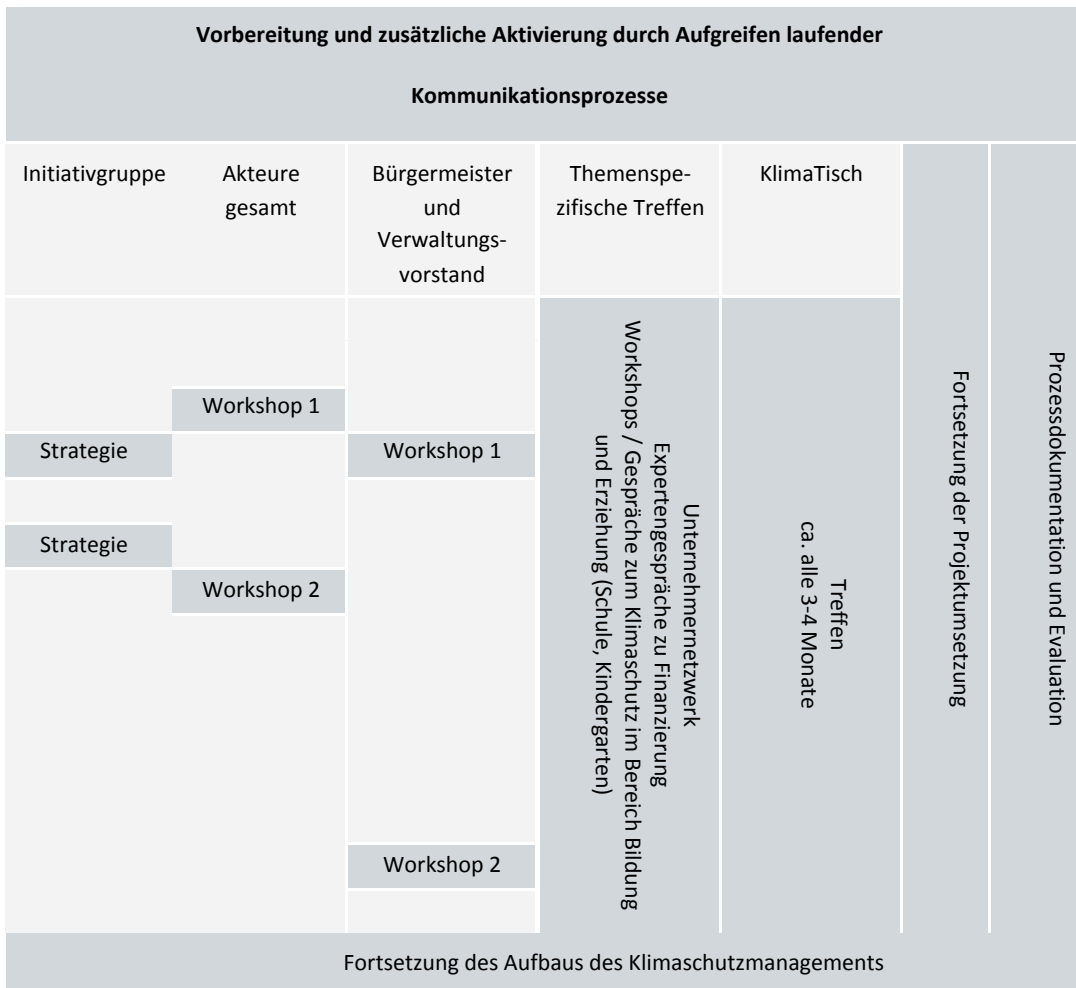 Vorbereitung und zusätzliche Aktivierung durch Aufgreifen laufender
Kommunikationsprozesse
Initiativgruppe
Akteure
gesamt
Bürgermeister
und
Verwaltungs-
vorstand
Themenspe-
zifische Treffen
KlimaTisch
Workshop 1
Strategie
Workshop 1
Strategie
Workshop 2
Workshop 2
Unternehmernetzwerk
Expertengespräche zu Finanzierung
Workshops / Gespräche zum Klimaschutz im Bereich Bildung
und Erziehung (Schule, Kindergarten)
Treffen
ca. alle 3-4 Monate
Fortsetzung der Projektumsetzung
Prozessdokumentation und Evaluation
Fortsetzung des Aufbaus des Klimaschutzmanagements